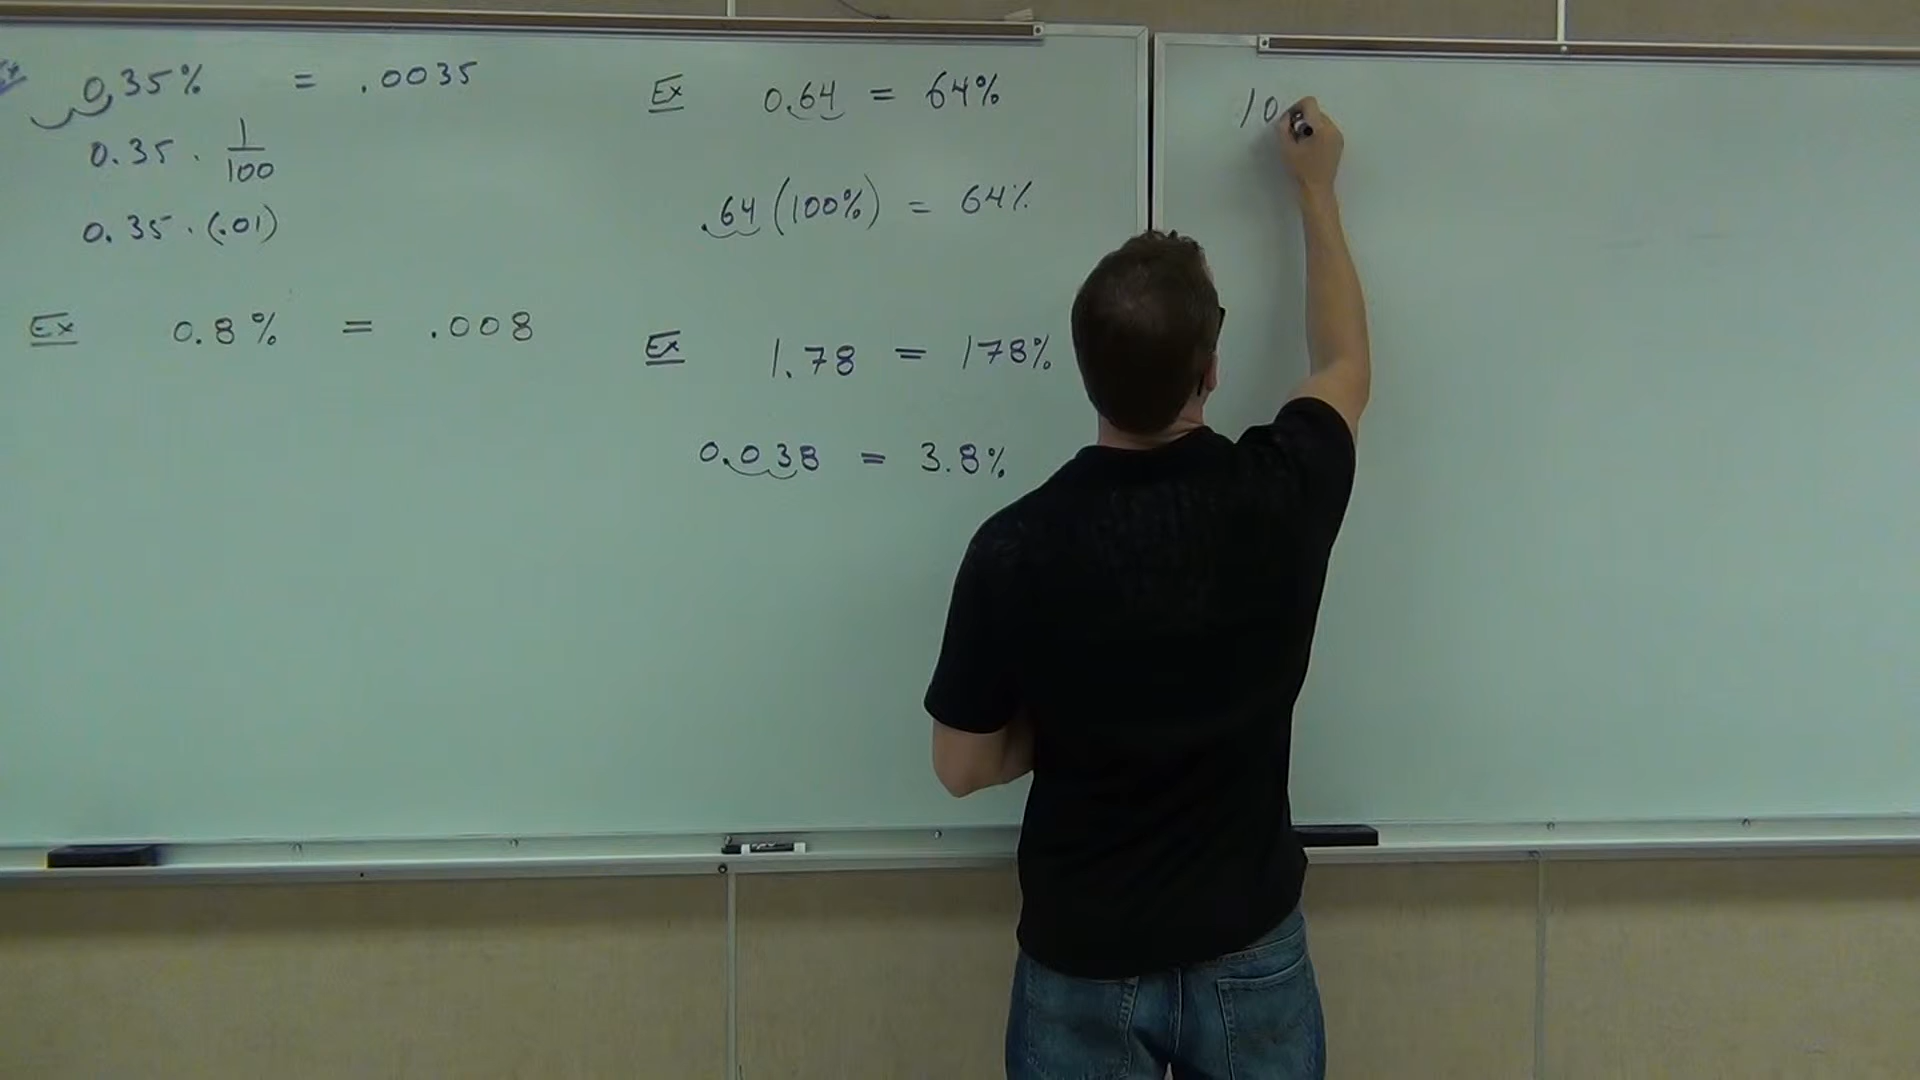 Ex 0.35% = .0035
0.35 · 1/100
0.35 · (.01)
Ex 0.8% = .008
Ex 0.64 = 64%
.64 (100%) = 64%
Ex 1.78 = 178%
0.038 = 3.8%
10